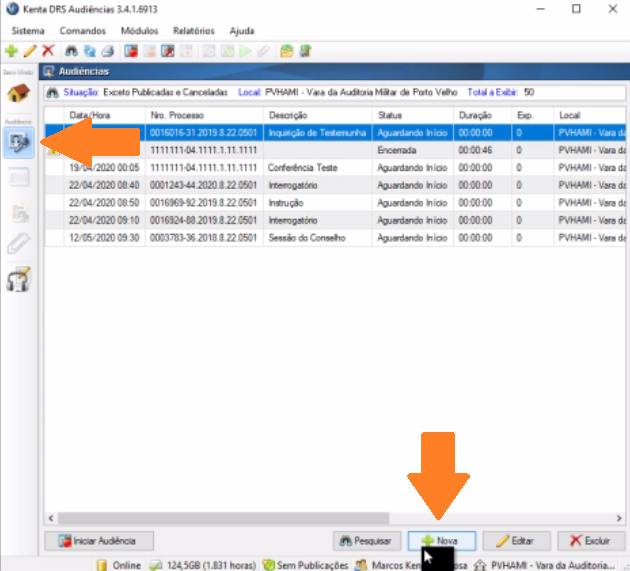 Kenta DRS Audiências 3.4.1.6913
Sistema Comandos Módulos Relatórios Ajuda
Audiências
Situação: Exceto Publicadas e Canceladas Local: PVHAMI - Vara da Auditoria Militar de Porto Velho Total a Exibir: 50
Data/Hora Nro. Processo Descrição Status Duração Exp. Local
0016016-31.2019.8.22.0501 Inquirição de Testemunha Aguardando Início 00:00:00 0 PVHAMI - Vara da
1111111-04.1111.1.11.1111 Encerrada 00:00:46 0 PVHAMI - Vara da
19/04/2020 00:05 1111111-04.1111.1.11.1111 Conferência Teste Aguardando Início 00:00:00 0 PVHAMI - Vara da
22/04/2020 08:40 0001243-44.2020.8.22.0501 Interrogatório Aguardando Início 00:00:00 0 PVHAMI - Vara da
22/04/2020 08:50 0016969-92.2019.8.22.0501 Instrução Aguardando Início 00:00:00 0 PVHAMI - Vara da
22/04/2020 09:10 0016924-88.2019.8.22.0501 Interrogatório Aguardando Início 00:00:00 0 PVHAMI - Vara da
12/05/2020 09:30 0003783-36.2018.8.22.0501 Sessão do Conselho Aguardando Início 00:00:00 0 PVHAMI - Vara da
Iniciar Audiência Pesquisar Nova Editar Excluir
Online 124,5GB (1.831 horas) Sem Publicações Marcos Ken osa PVHAMI - Vara da Auditoria...